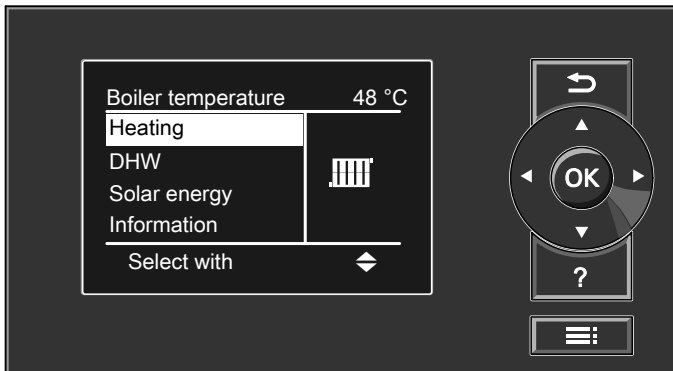 Boiler temperature 48 °C
Heating
DHW
Solar energy
Information
Select with
OK
?